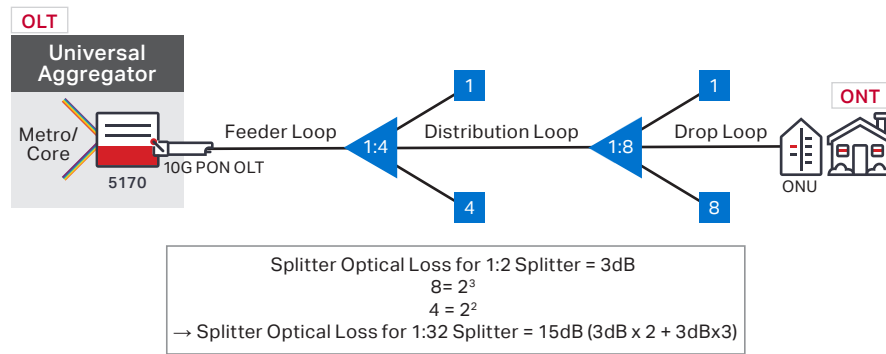 OLT
Universal
Aggregator
Metro/
Core
5170
10G PON OLT
Feeder Loop
1:4
1
4
Distribution Loop
1:8
1
8
Drop Loop
ONT
ONU
Splitter Optical Loss for 1:2 Splitter = 3dB
8= 2³
4 = 2²
→ Splitter Optical Loss for 1:32 Splitter = 15dB (3dB x 2 + 3dBx3)